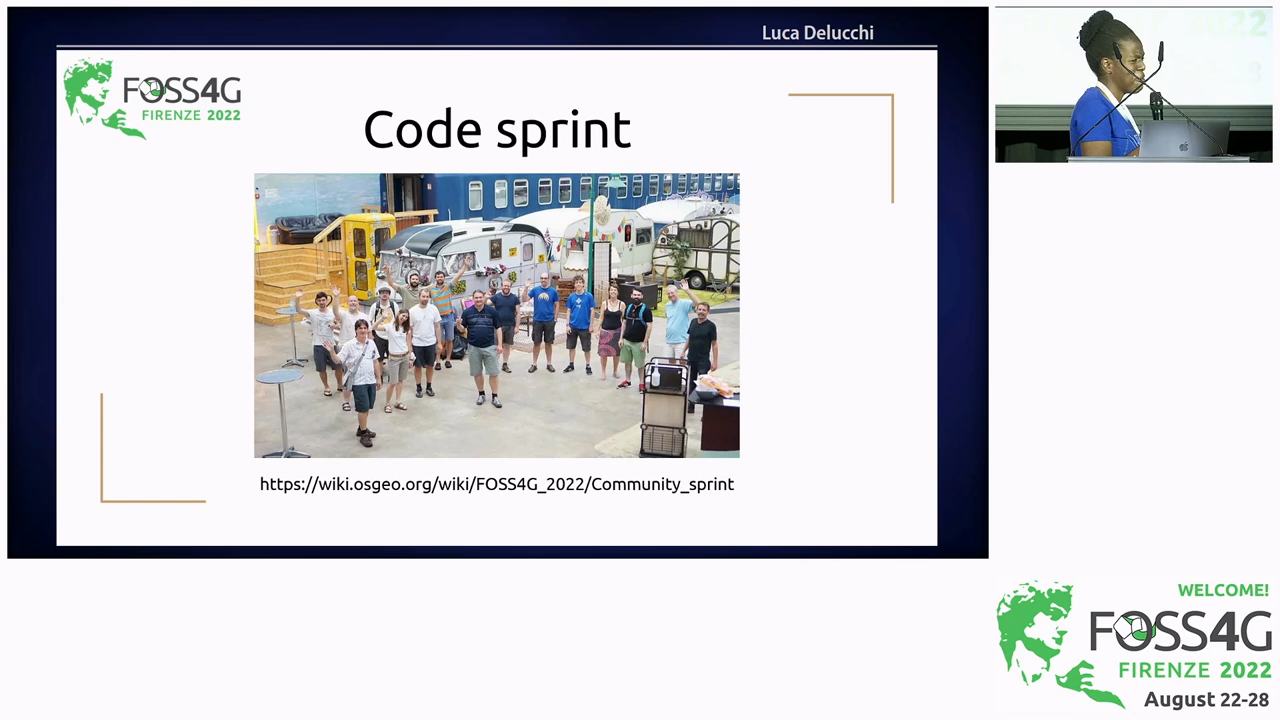 Luca Delucchi
FOSS4G
FIRENZE 2022
Code sprint
https://wiki.osgeo.org/wiki/FOSS4G_2022/Community_sprint
WELCOME!
FOSS4G
FIRENZE 2022
August 22-28